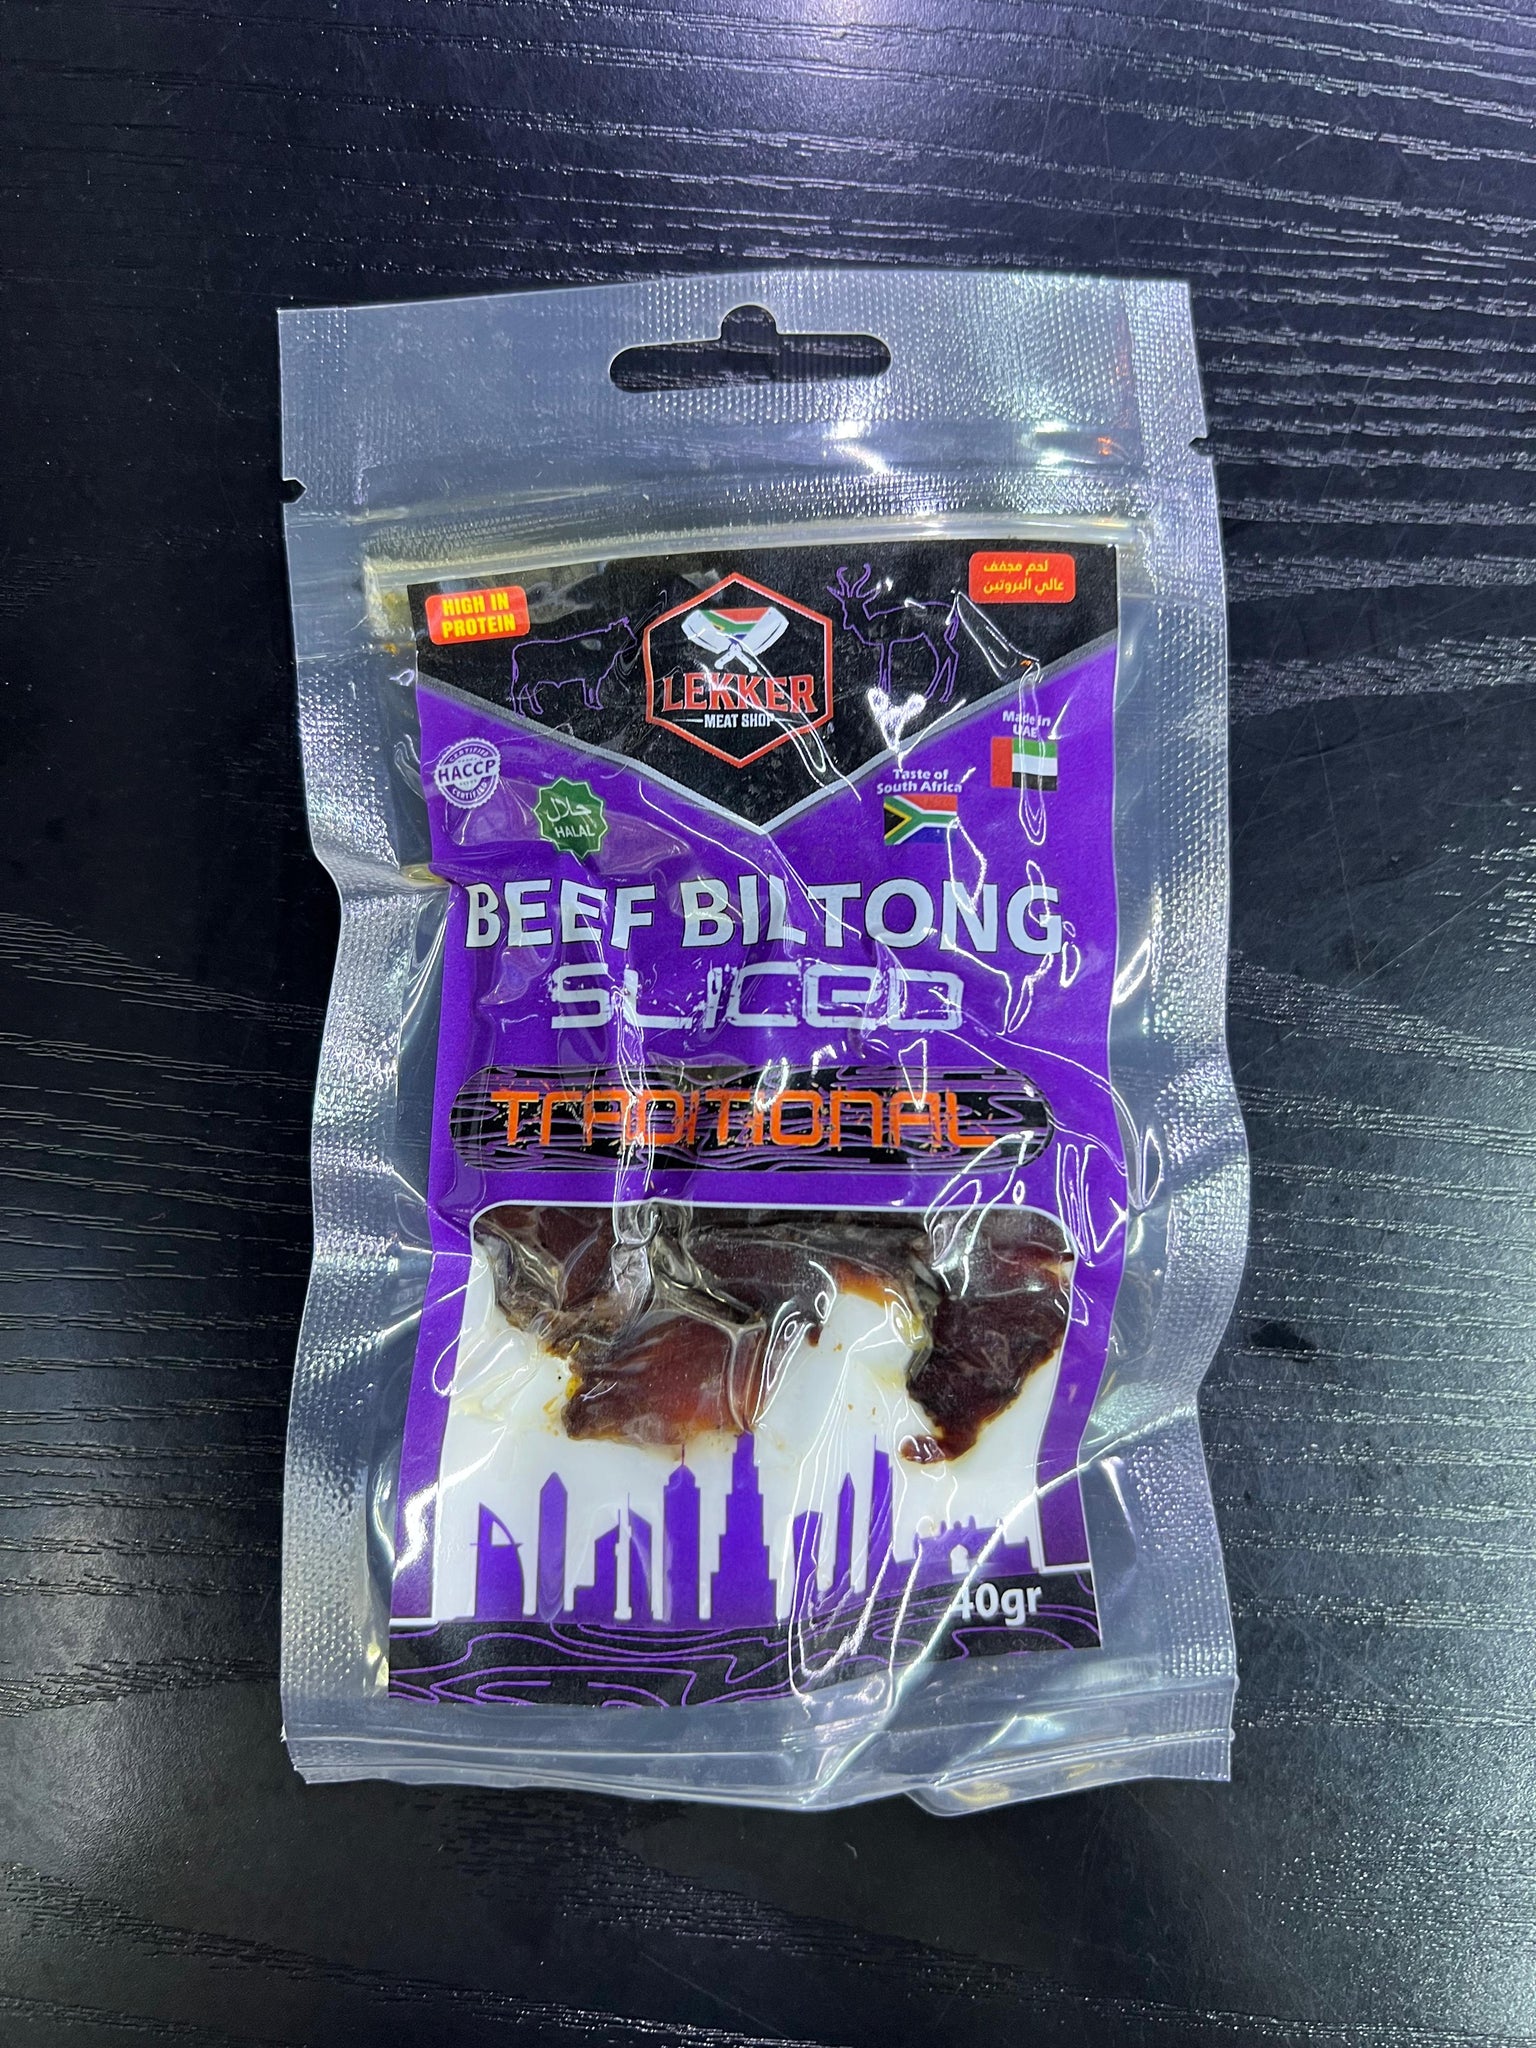 HIGH IN
PROTEIN
لحم مجفف
عالي البروتين
LEKKER
MEAT SHOP
Made in
UAE
Taste of
South Africa
CERTIFIED
HACCP
CERTIFIED
حلال
HALAL
BEEF BILTONG
SLICED
TRADITIONAL
40gr